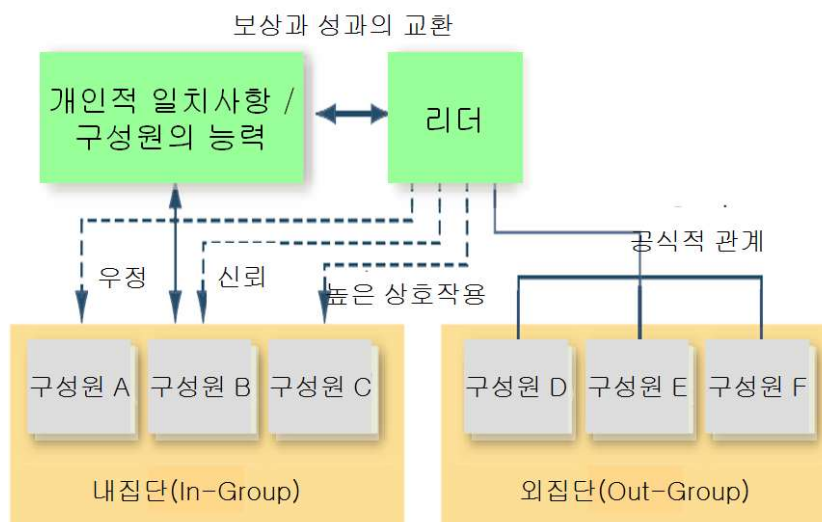 보상과 성과의 교환
개인적 일치사항 /
구성원의 능력
리더
공식적 관계
우정
신뢰
높은 상호작용
구성원 A
구성원 B
구성원 C
구성원 D
구성원 E
구성원 F
내집단(In-Group)
외집단(Out-Group)